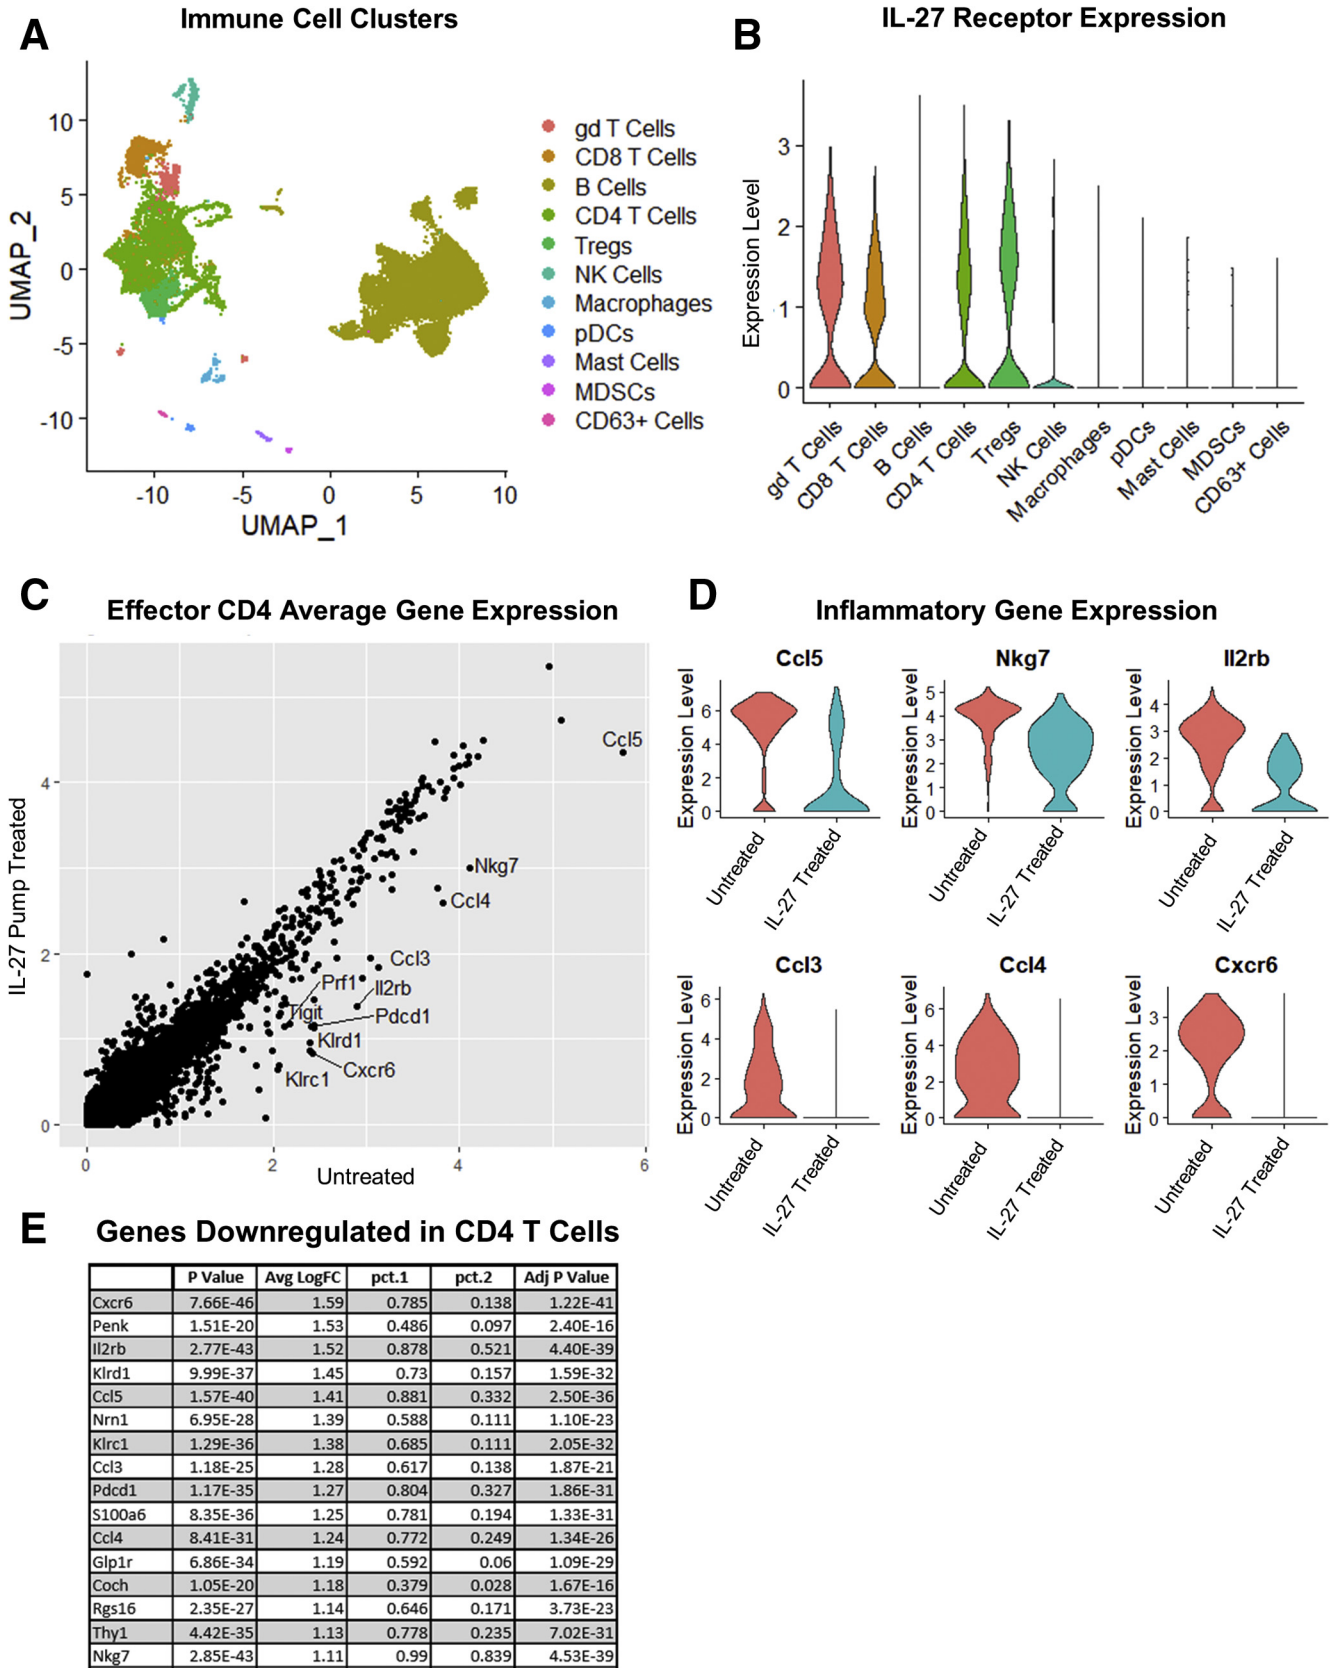 A
Immune Cell Clusters
UMAP_2
10
5
0
-5
-10
-10
-5
0
5
10
UMAP_1
gd T Cells
CD8 T Cells
B Cells
CD4 T Cells
Tregs
NK Cells
Macrophages
pDCs
Mast Cells
MDSCs
CD63+ Cells
B
IL-27 Receptor Expression
Expression Level
3
2
1
0
gd T Cells
CD8 T Cells
B Cells
CD4 T Cells
Tregs
NK Cells
Macrophages
pDCs
Mast Cells
MDSCs
CD63+ Cells
C
Effector CD4 Average Gene Expression
IL-27 Pump Treated
4
2
0
0
2
4
6
Untreated
Ccl5
Nkg7
Ccl4
Ccl3
Prf1
Il2rb
Tigit
Pdcd1
Klrd1
Cxcr6
Klrc1
D
Inflammatory Gene Expression
Ccl5
Expression Level
6
4
2
0
Untreated
IL-27 Treated
Nkg7
Expression Level
5
4
3
2
1
0
Untreated
IL-27 Treated
Il2rb
Expression Level
4
3
2
1
0
Untreated
IL-27 Treated
Ccl3
Expression Level
6
4
2
0
Untreated
IL-27 Treated
Ccl4
Expression Level
6
4
2
0
Untreated
IL-27 Treated
Cxcr6
Expression Level
3
2
1
0
Untreated
IL-27 Treated
E
Genes Downregulated in CD4 T Cells
P Value Avg LogFC pct.1 pct.2 Adj P Value
Cxcr6 7.66E-46 1.59 0.785 0.138 1.22E-41
Penk 1.51E-20 1.53 0.486 0.097 2.40E-16
Il2rb 2.77E-43 1.52 0.878 0.521 4.40E-39
Klrd1 9.99E-37 1.45 0.73 0.157 1.59E-32
Ccl5 1.57E-40 1.41 0.881 0.332 2.50E-36
Nrn1 6.95E-28 1.39 0.588 0.111 1.10E-23
Klrc1 1.29E-36 1.38 0.685 0.111 2.05E-32
Ccl3 1.18E-25 1.28 0.617 0.138 1.87E-21
Pdcd1 1.17E-35 1.27 0.804 0.327 1.86E-31
S100a6 8.35E-36 1.25 0.781 0.194 1.33E-31
Ccl4 8.41E-31 1.24 0.772 0.249 1.34E-26
Glp1r 6.86E-34 1.19 0.592 0.06 1.09E-29
Coch 1.05E-20 1.18 0.379 0.028 1.67E-16
Rgs16 2.35E-27 1.14 0.646 0.171 3.73E-23
Thy1 4.42E-35 1.13 0.778 0.235 7.02E-31
Nkg7 2.85E-43 1.11 0.99 0.839 4.53E-39